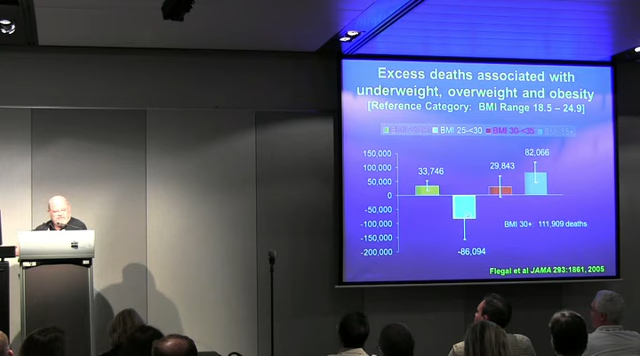 Excess deaths associated with
underweight, overweight and obesity
[Reference Category: BMI Range 18.5 – 24.9]
BMI 25-<30 BMI 30-<35
150,000
100,000
50,000
0
-50,000
-100,000
-150,000
-200,000
33,746
-86,094
29,843
82,066
BMI 30+: 111,909 deaths
Flegal et al JAMA 293:1861, 2005